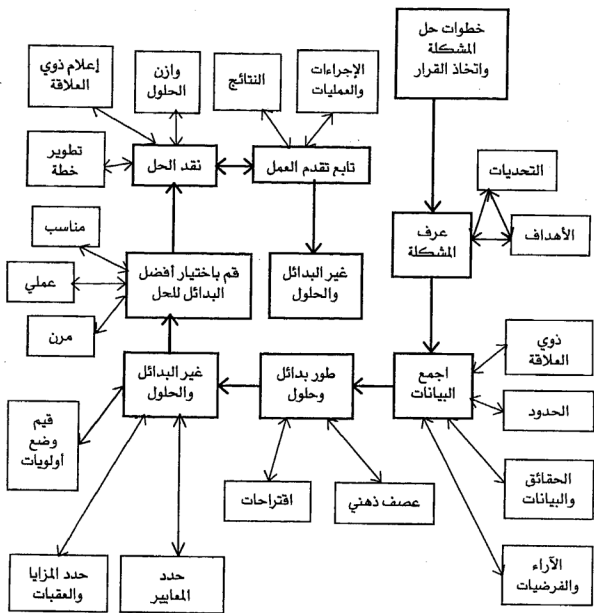 خطوات حل
المشكلة
واتخاذ القرار
الإجراءات
والعمليات
النتائج
وازن
الحلول
إعلام ذوي
العلاقة
تطوير
خطة
نقد الحل
تابع تقدم العمل
التحديات
الأهداف
عرف
المشكلة
غير البدائل
والحلول
قم باختيار أفضل
البدائل للحل
مناسب
عملي
مرن
ذوي
العلاقة
الحدود
الحقائق
والبيانات
الآراء
والفرضيات
اجمع
البيانات
طور بدائل
وحلول
عصف ذهني
اقتراحات
غير البدائل
والحلول
قيم
وضع
أولويات
حدد
المعايير
حدد المزايا
والعقبات